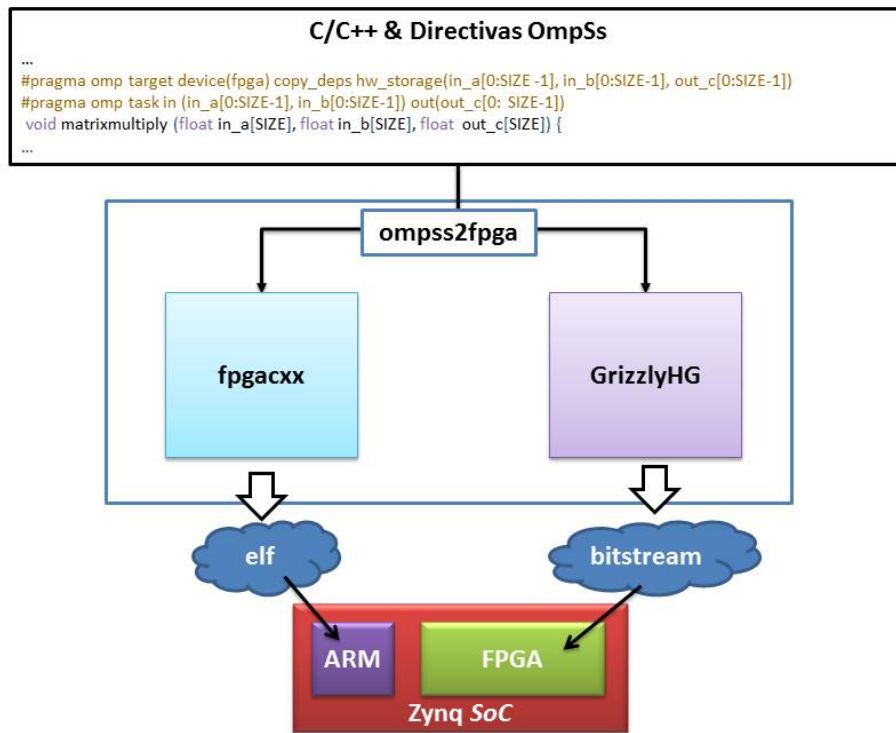 C/C++ & Directivas OmpSs
...
#pragma omp target device(fpga) copy_deps hw_storage(in_a[0:SIZE -1], in_b[0:SIZE-1], out_c[0:SIZE-1])
#pragma omp task in (in_a[0:SIZE-1], in_b[0:SIZE-1]) out(out_c[0: SIZE-1])
void matrixmultiply (float in_a[SIZE], float in_b[SIZE], float out_c[SIZE]) {
...
ompss2fpga
fpgacxx
GrizzlyHG
elf
bitstream
ARM
FPGA
Zynq SoC